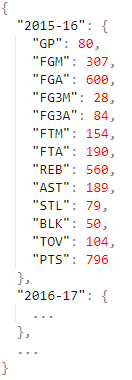 {
"2015-16": {
"GP": 80,
"FGM": 307,
"FGA": 600,
"FG3M": 28,
"FG3A": 84,
"FTM": 154,
"FTA": 190,
"REB": 560,
"AST": 189,
"STL": 79,
"BLK": 50,
"TOV": 104,
"PTS": 796
},
"2016-17": {
...
},
...
}